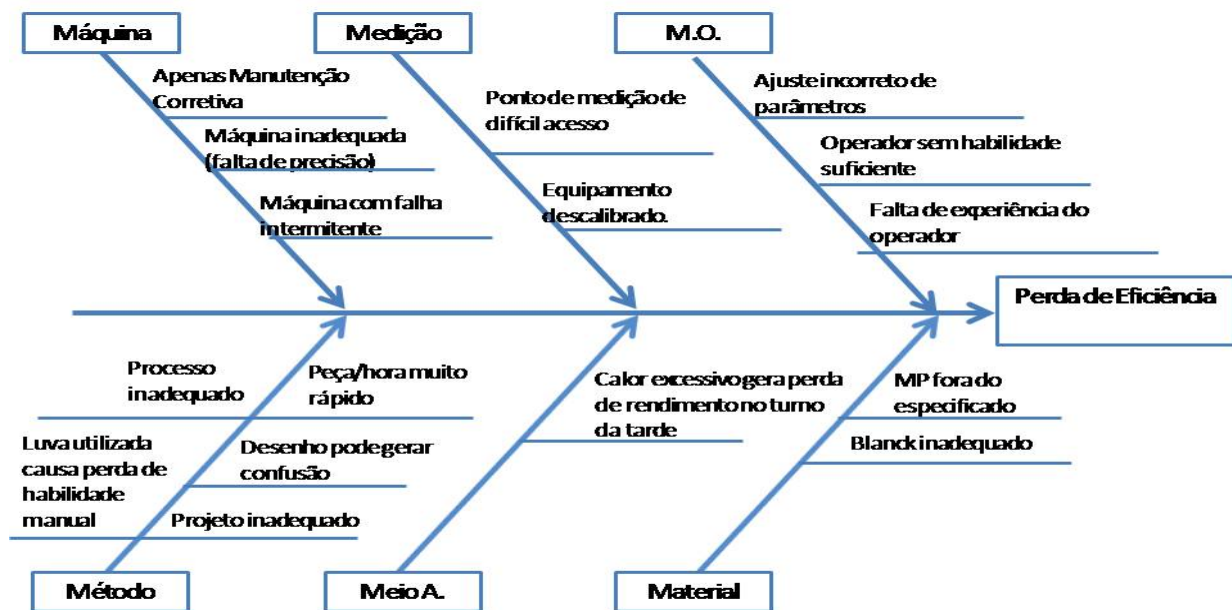 Máquina
Medição
M.O.
Apenas Manutenção
Corretiva
Máquina inadequada
(falta de precisão)
Máquina com falha
intermitente
Ponto de medição de
difícil acesso
Equipamento
descalibrado.
Ajuste incorreto de
parâmetros
Operador sem habilidade
suficiente
Falta de experiência do
operador
Perda de Eficiência
Processo
inadequado
Peça/hora muito
rápido
Luva utilizada
causa perda de
habilidade
manual
Desenho pode gerar
confusão
Projeto inadequado
Calor excessivo gera perda
de rendimento no turno
da tarde
MP fora do
especificado
Blanck inadequado
Método
Meio A.
Material